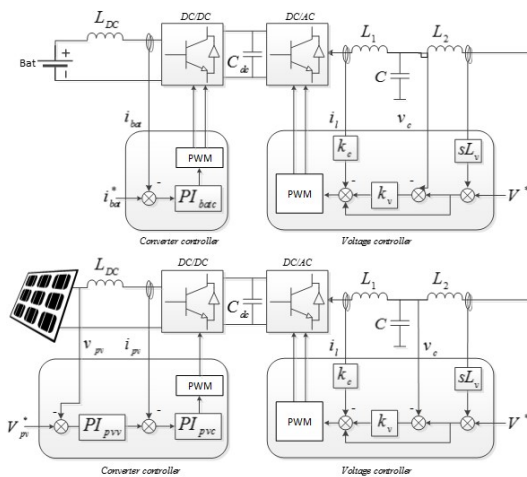 L_DC DC/DC DC/AC L_1 L_2
Bat + - C_dc C
i_bat i_l v_c
PWM k_c sL_v
i*_bat - PI_batc PWM - k_v - V*
Converter controller Voltage controller
L_DC DC/DC DC/AC L_1 L_2
C_dc C
v_pv i_pv i_l v_c
PWM k_c sL_v
V*_pv - PI_pvv - PI_pvc PWM - k_v - V*
Converter controller Voltage controller